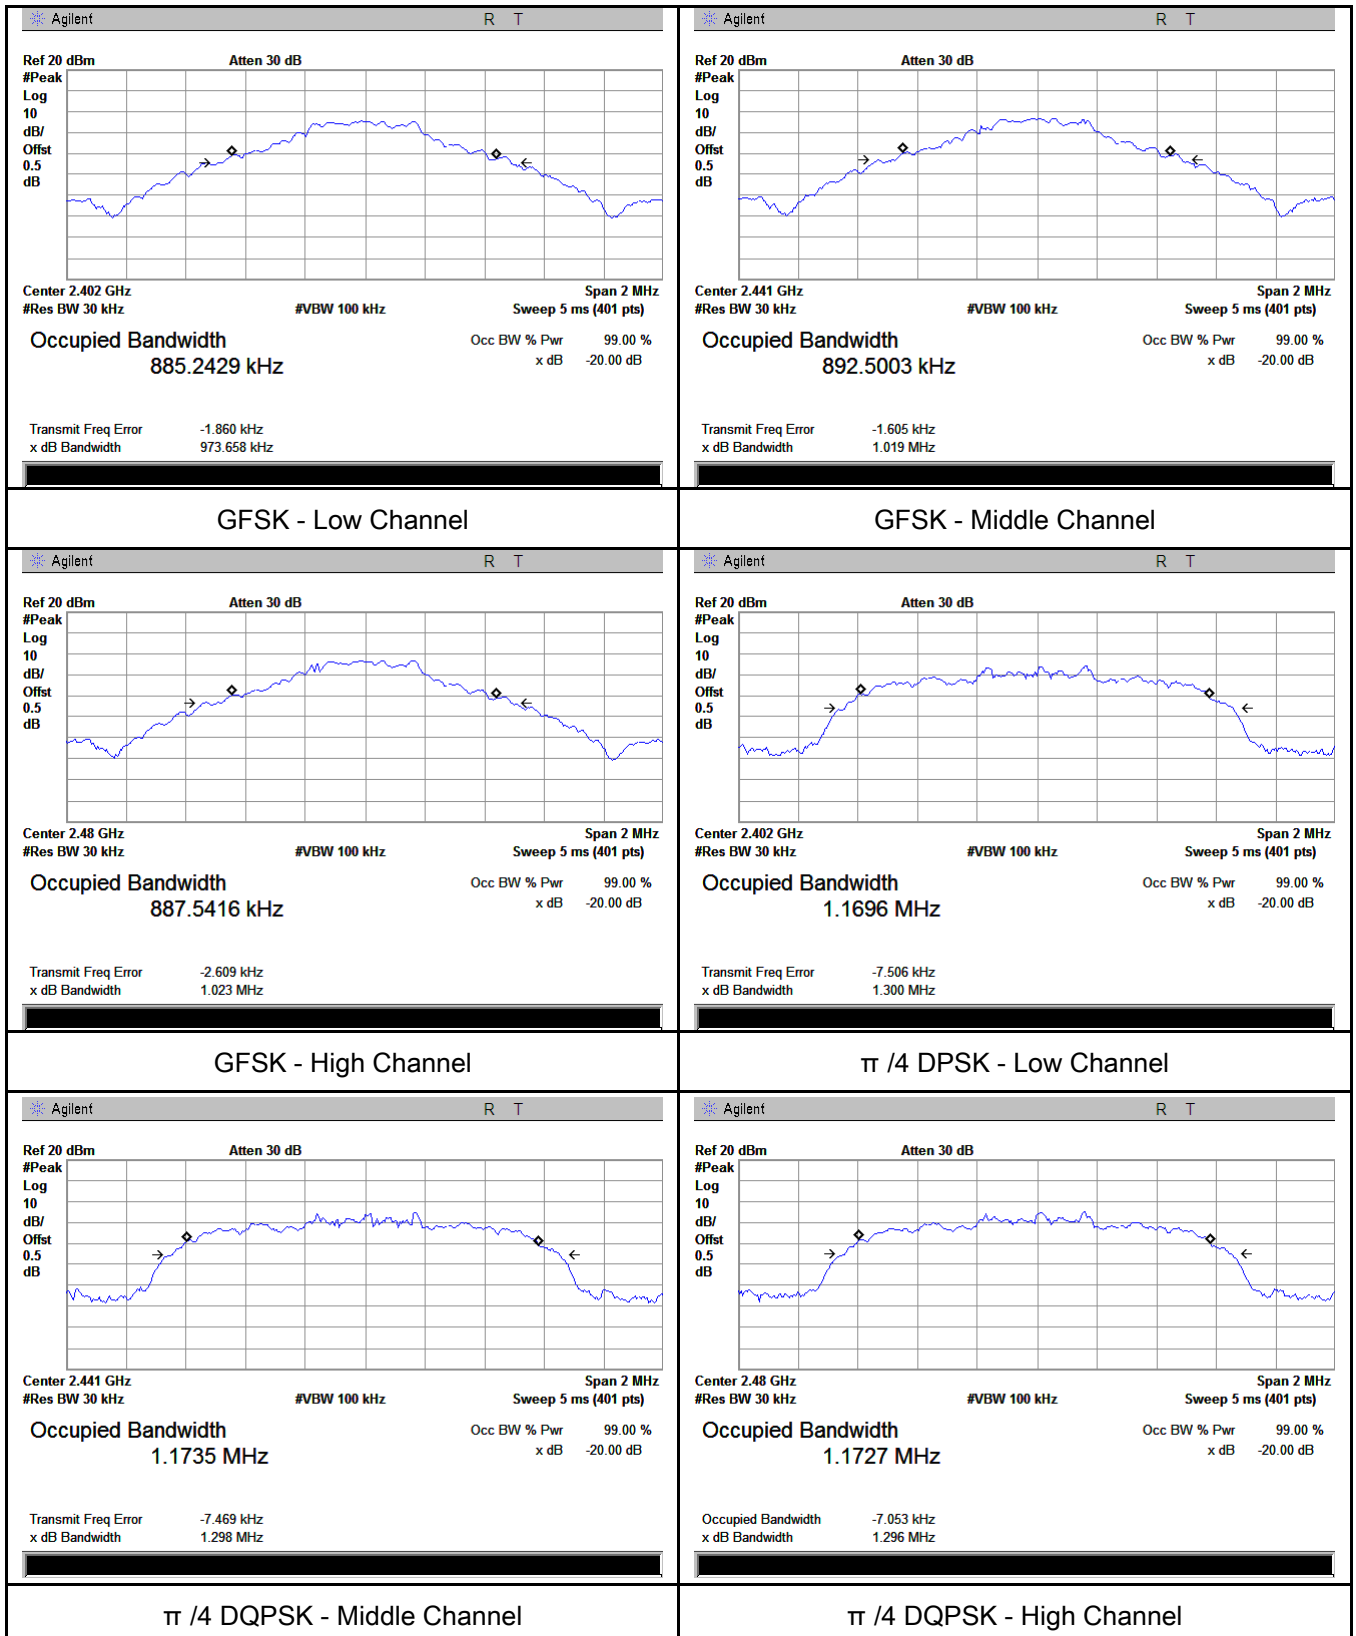 Agilent R T
Ref 20 dBm Atten 30 dB
#Peak
Log
10
dB/
Offst
0.5
dB
Center 2.402 GHz Span 2 MHz
#Res BW 30 kHz #VBW 100 kHz Sweep 5 ms (401 pts)
Occupied Bandwidth Occ BW % Pwr 99.00 %
885.2429 kHz x dB -20.00 dB
Transmit Freq Error -1.860 kHz
x dB Bandwidth 973.658 kHz
GFSK - Low Channel
Agilent R T
Ref 20 dBm Atten 30 dB
#Peak
Log
10
dB/
Offst
0.5
dB
Center 2.441 GHz Span 2 MHz
#Res BW 30 kHz #VBW 100 kHz Sweep 5 ms (401 pts)
Occupied Bandwidth Occ BW % Pwr 99.00 %
892.5003 kHz x dB -20.00 dB
Transmit Freq Error -1.605 kHz
x dB Bandwidth 1.019 MHz
GFSK - Middle Channel
Agilent R T
Ref 20 dBm Atten 30 dB
#Peak
Log
10
dB/
Offst
0.5
dB
Center 2.48 GHz Span 2 MHz
#Res BW 30 kHz #VBW 100 kHz Sweep 5 ms (401 pts)
Occupied Bandwidth Occ BW % Pwr 99.00 %
887.5416 kHz x dB -20.00 dB
Transmit Freq Error -2.609 kHz
x dB Bandwidth 1.023 MHz
GFSK - High Channel
Agilent R T
Ref 20 dBm Atten 30 dB
#Peak
Log
10
dB/
Offst
0.5
dB
Center 2.402 GHz Span 2 MHz
#Res BW 30 kHz #VBW 100 kHz Sweep 5 ms (401 pts)
Occupied Bandwidth Occ BW % Pwr 99.00 %
1.1696 MHz x dB -20.00 dB
Transmit Freq Error -7.506 kHz
x dB Bandwidth 1.300 MHz
π /4 DPSK - Low Channel
Agilent R T
Ref 20 dBm Atten 30 dB
#Peak
Log
10
dB/
Offst
0.5
dB
Center 2.441 GHz Span 2 MHz
#Res BW 30 kHz #VBW 100 kHz Sweep 5 ms (401 pts)
Occupied Bandwidth Occ BW % Pwr 99.00 %
1.1735 MHz x dB -20.00 dB
Transmit Freq Error -7.469 kHz
x dB Bandwidth 1.298 MHz
π /4 DQPSK - Middle Channel
Agilent R T
Ref 20 dBm Atten 30 dB
#Peak
Log
10
dB/
Offst
0.5
dB
Center 2.48 GHz Span 2 MHz
#Res BW 30 kHz #VBW 100 kHz Sweep 5 ms (401 pts)
Occupied Bandwidth Occ BW % Pwr 99.00 %
1.1727 MHz x dB -20.00 dB
Occupied Bandwidth -7.053 kHz
x dB Bandwidth 1.296 MHz
π /4 DQPSK - High Channel